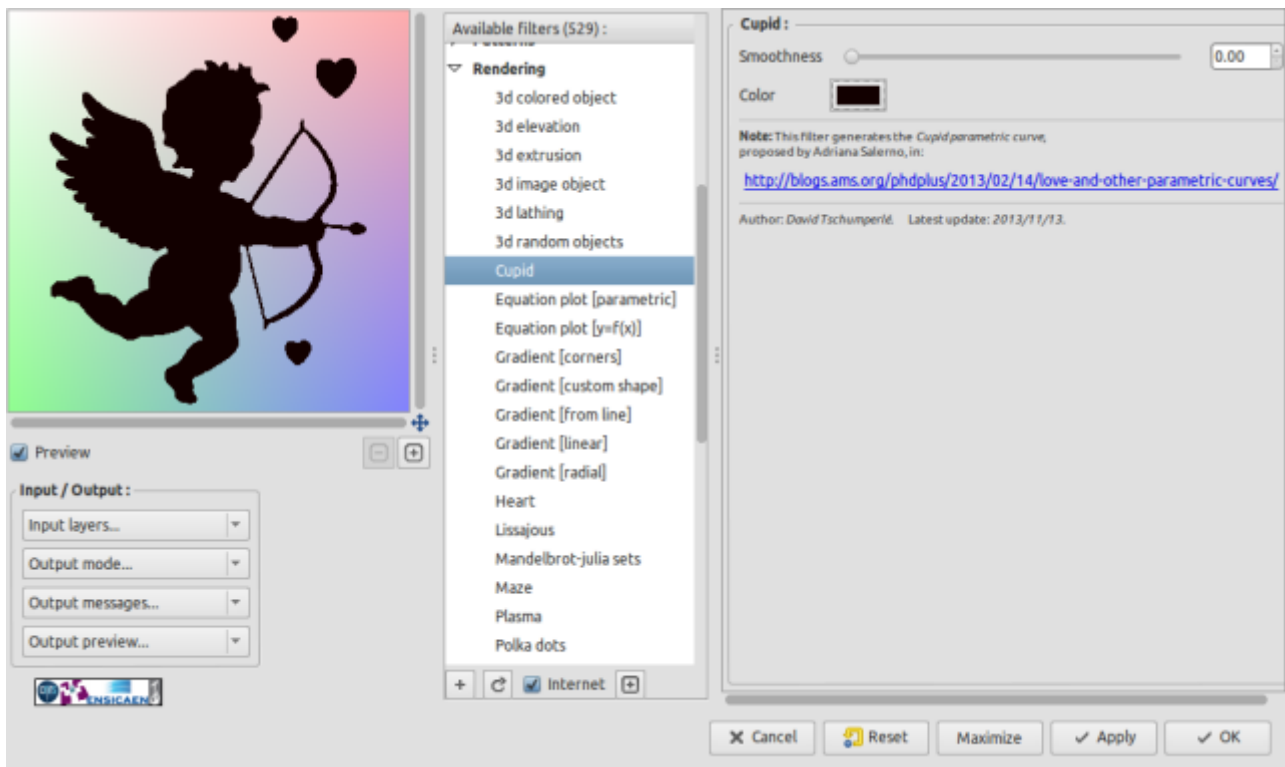 Preview
Input / Output :
Input layers...
Output mode...
Output messages...
Output preview...
ENSICAEN
Available filters (529) :
Patterns
Rendering
3d colored object
3d elevation
3d extrusion
3d image object
3d lathing
3d random objects
Cupid
Equation plot [parametric]
Equation plot [y=f(x)]
Gradient [corners]
Gradient [custom shape]
Gradient [from line]
Gradient [linear]
Gradient [radial]
Heart
Lissajous
Mandelbrot-julia sets
Maze
Plasma
Polka dots
Internet
Cupid :
Smoothness 0.00
Color
Note: This filter generates the Cupid parametric curve,
proposed by Adriana Salerno, in:
http://blogs.ams.org/phdplus/2013/02/14/love-and-other-parametric-curves/
Author: David Tschumperlé. Latest update: 2013/11/13.
Cancel Reset Maximize Apply OK